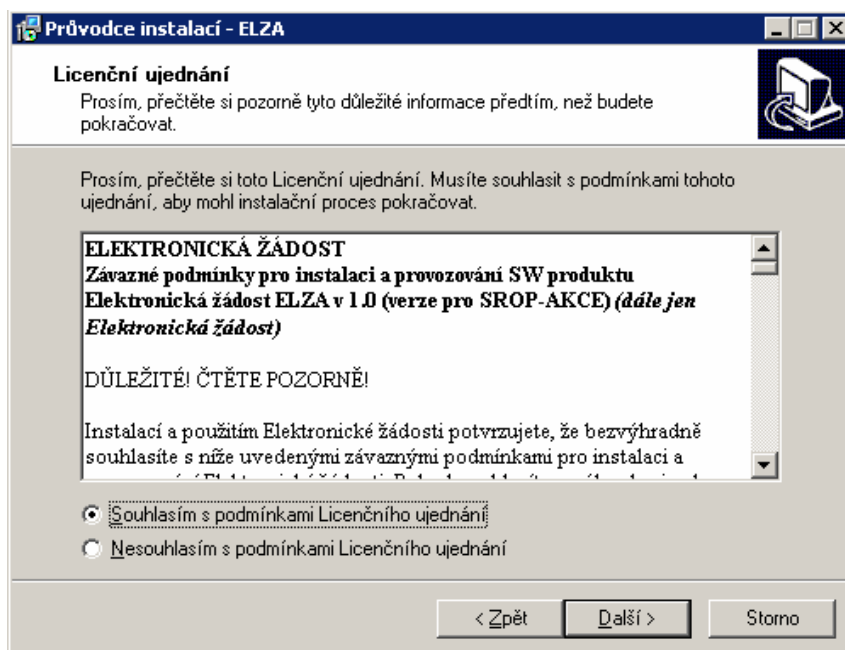 Průvodce instalací - ELZA
Licenční ujednání
Prosím, přečtěte si pozorně tyto důležité informace předtím, než budete
pokračovat.
Prosím, přečtěte si toto Licenční ujednání. Musíte souhlasit s podmínkami tohoto
ujednání, aby mohl instalační proces pokračovat.
ELEKTRONICKÁ ŽÁDOST
Závazné podmínky pro instalaci a provozování SW produktu
Elektronická žádost ELZA v 1.0 (verze pro SROP-AKCE) (dále jen
Elektronická žádost)
DŮLEŽITÉ! ČTĚTE POZORNĚ!
Instalací a použitím Elektronické žádosti potvrzujete, že bezvýhradně
souhlasíte s níže uvedenými závaznými podmínkami pro instalaci a
Souhlasím s podmínkami Licenčního ujednání
Nesouhlasím s podmínkami Licenčního ujednání
< Zpět
Další >
Storno